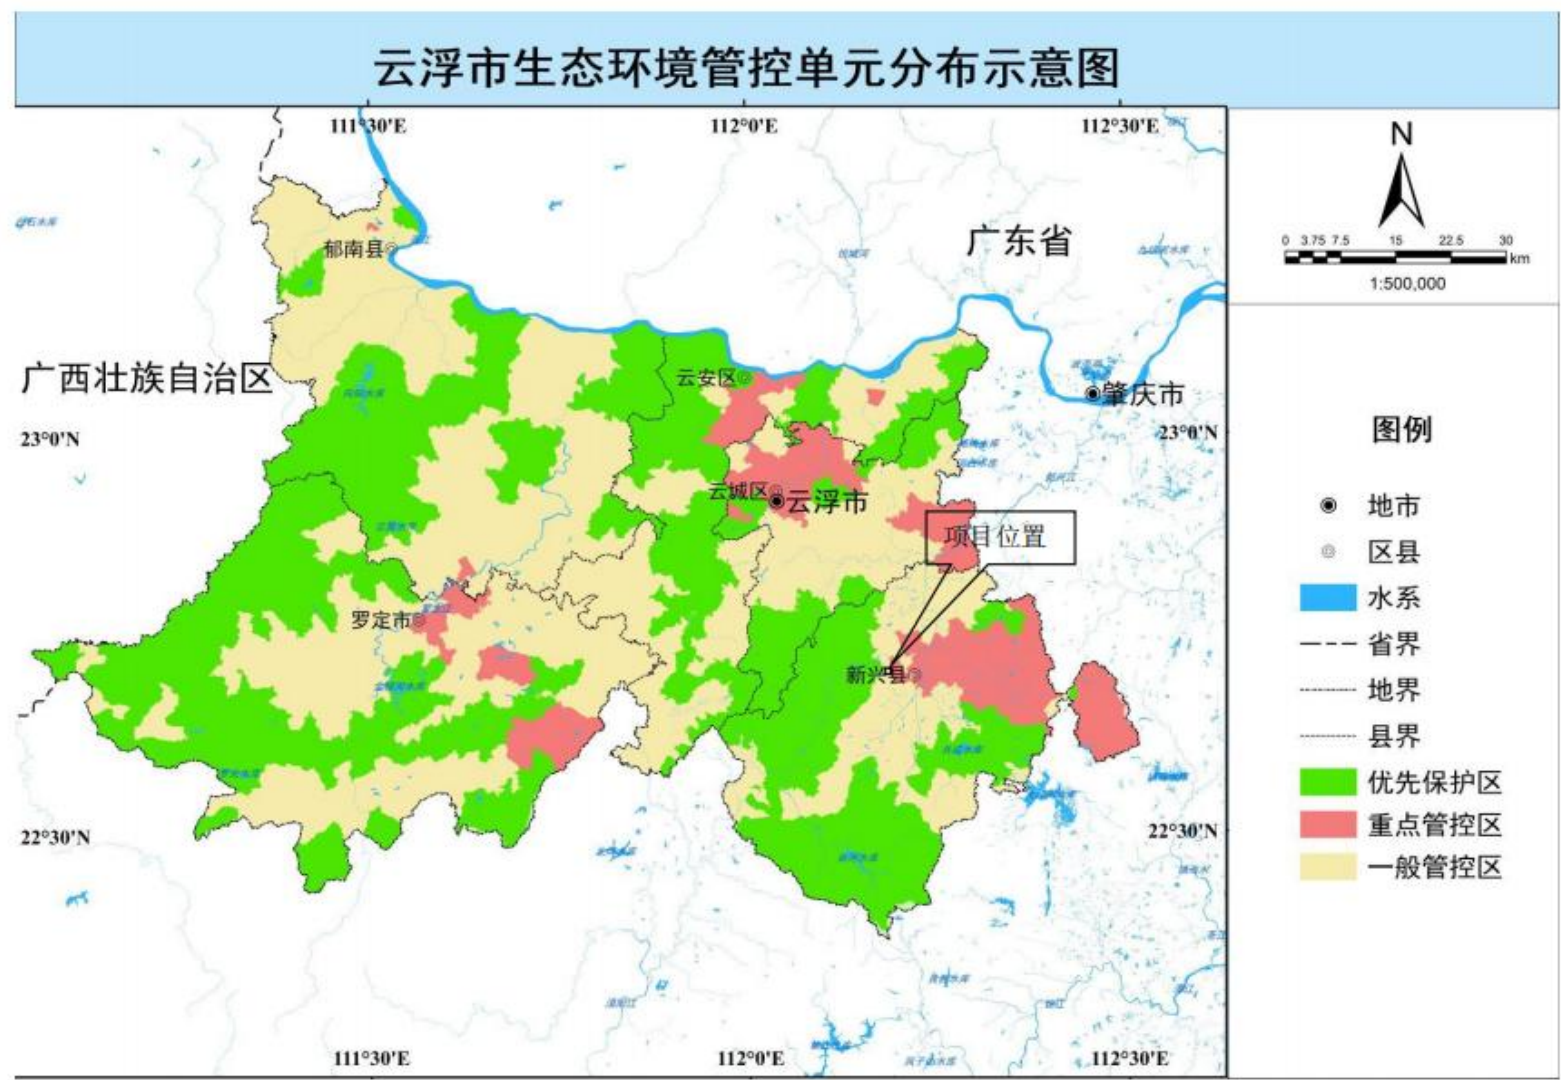 云浮市生态环境管控单元分布示意图
111°30'E
112°0'E
112°30'E
N
广东省
郁南县
0 3.75 7.5 15 22.5 30
km
1:500,000
广西壮族自治区
云安区
肇庆市
23°0'N
23°0'N
图例
云城区
云浮市
地市
项目位置
区县
水系
罗定市
省界
新兴县
地界
县界
优先保护区
重点管控区
22°30'N
22°30'N
一般管控区
111°30'E
112°0'E
112°30'E